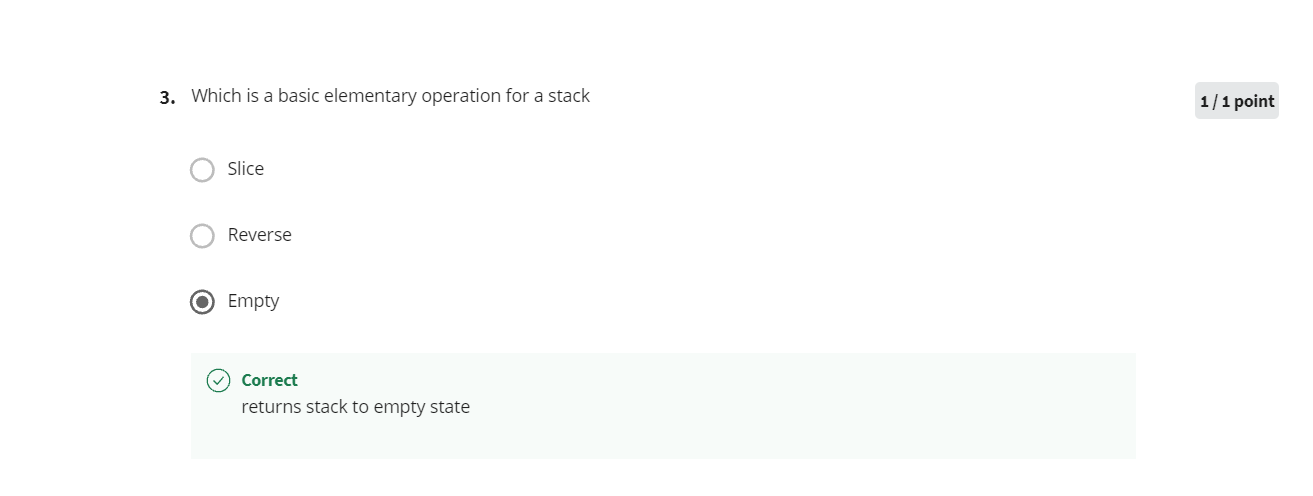 3. Which is a basic elementary operation for a stack
1 / 1 point
Slice
Reverse
Empty
Correct
returns stack to empty state